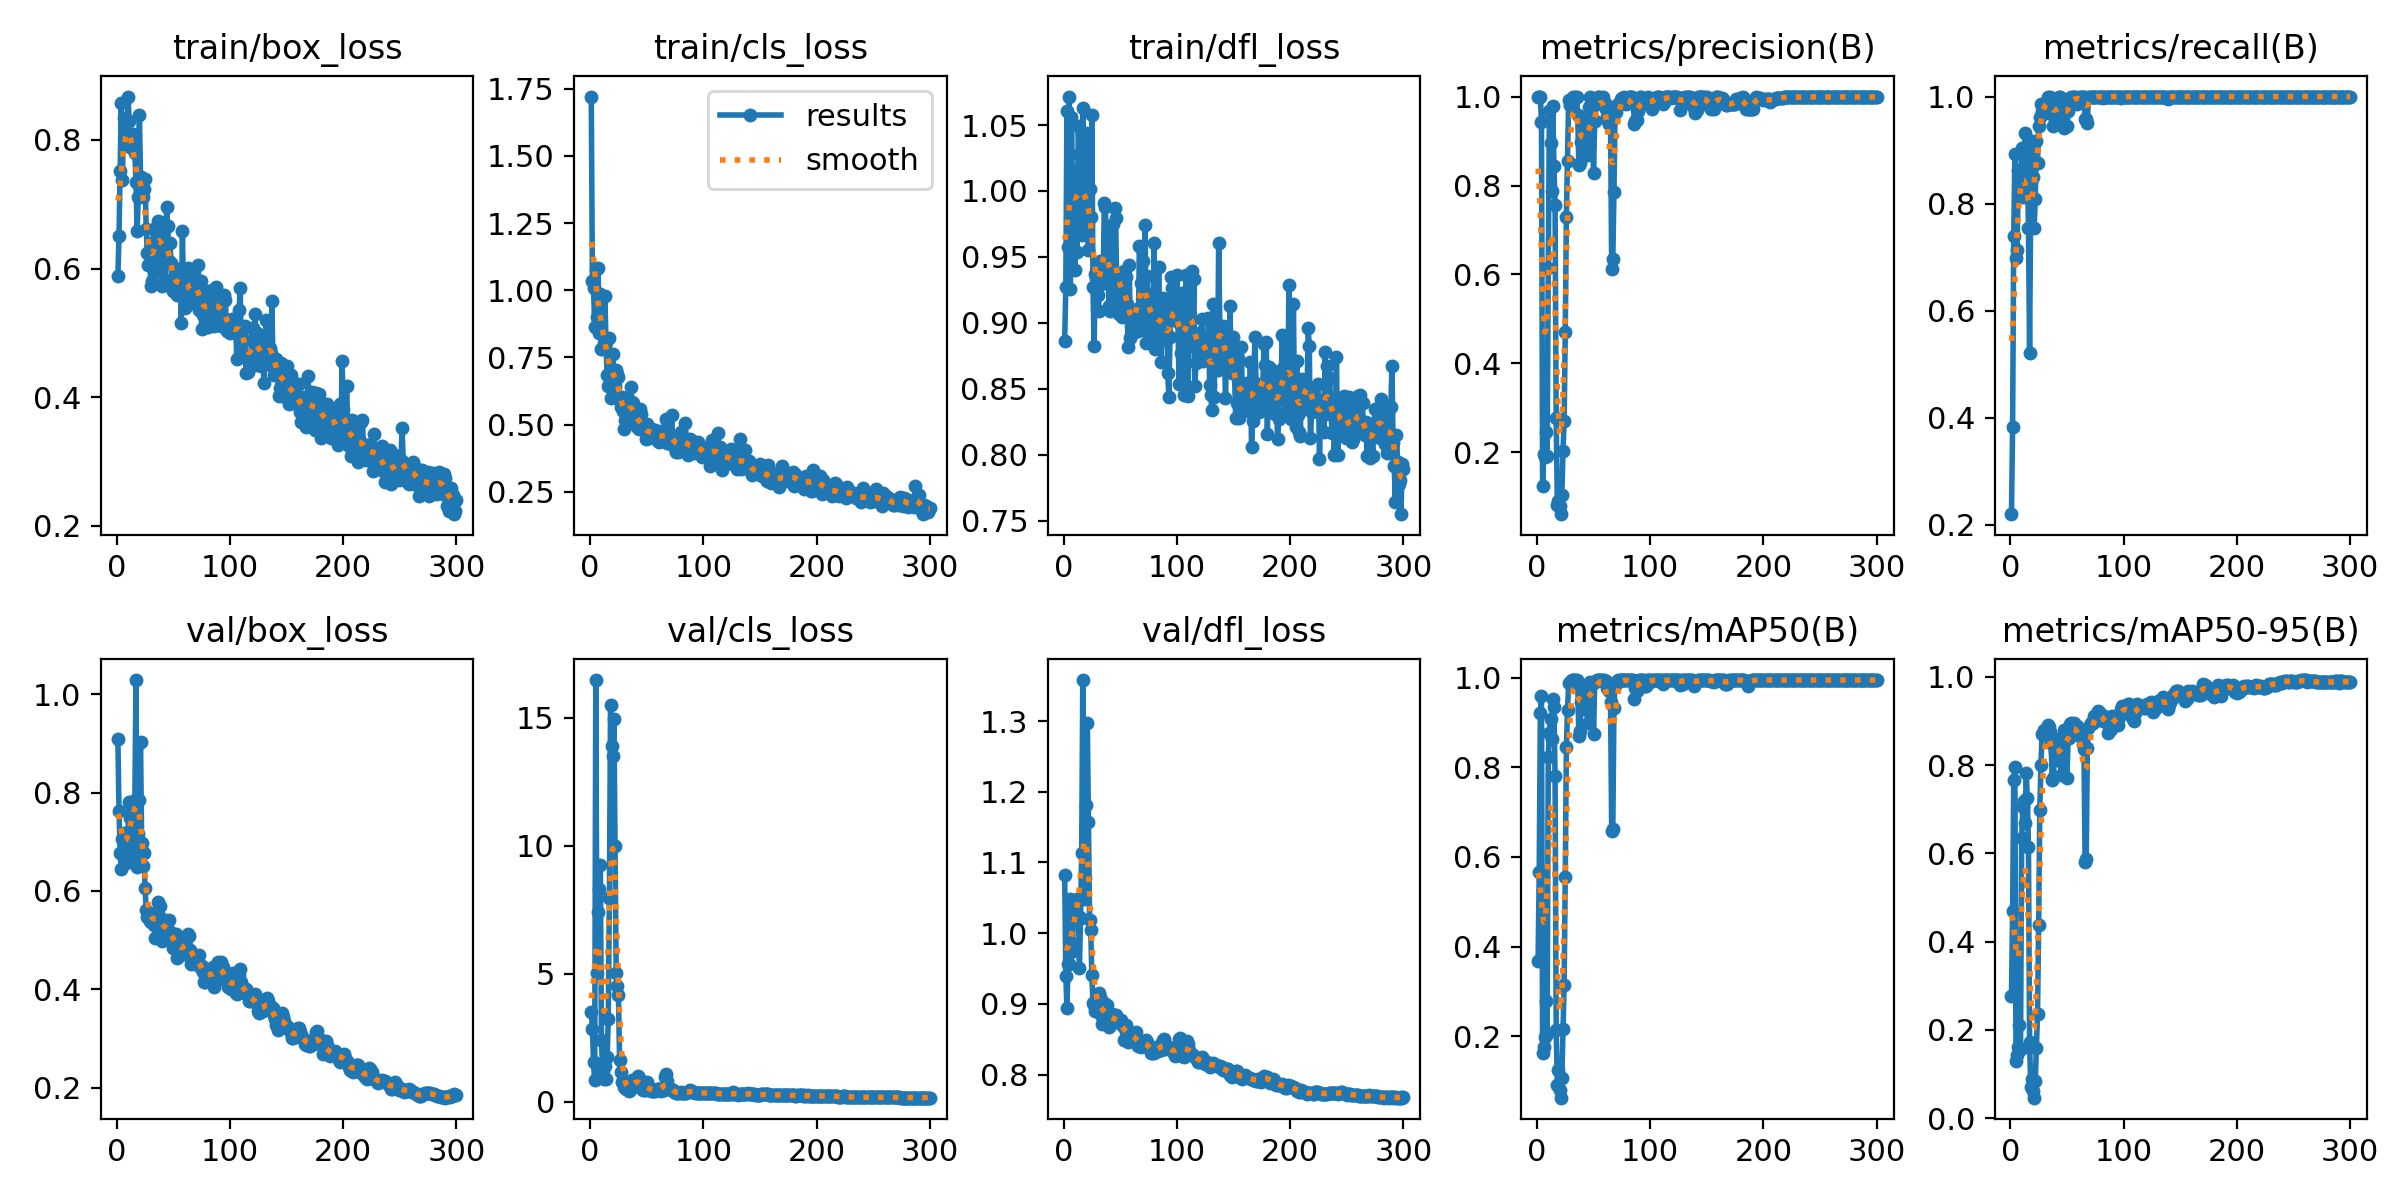 train/box_loss
0.8
0.6
0.4
0.2
0 100 200 300
train/cls_loss
1.75
1.50
1.25
1.00
0.75
0.50
0.25
results
smooth
0 100 200 300
train/dfl_loss
1.05
1.00
0.95
0.90
0.85
0.80
0.75
0 100 200 300
metrics/precision(B)
1.0
0.8
0.6
0.4
0.2
0 100 200 300
metrics/recall(B)
1.0
0.8
0.6
0.4
0.2
0 100 200 300
val/box_loss
1.0
0.8
0.6
0.4
0.2
0 100 200 300
val/cls_loss
15
10
5
0
0 100 200 300
val/dfl_loss
1.3
1.2
1.1
1.0
0.9
0.8
0 100 200 300
metrics/mAP50(B)
1.0
0.8
0.6
0.4
0.2
0 100 200 300
metrics/mAP50-95(B)
1.0
0.8
0.6
0.4
0.2
0.0
0 100 200 300